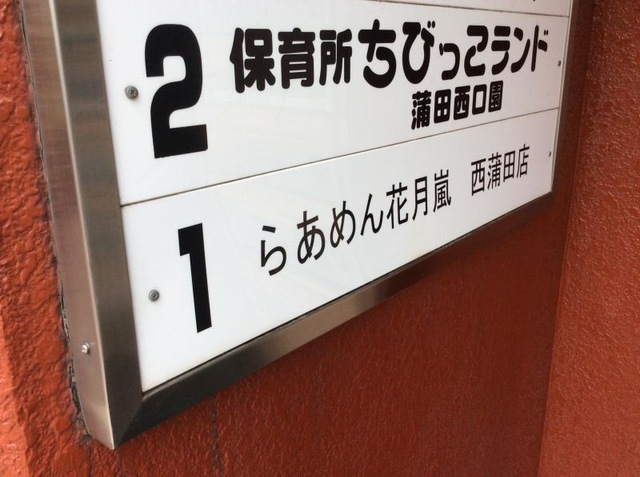 2 保育所ちびっこランド
蒲田西口園
1 らあめん花月嵐 西蒲田店